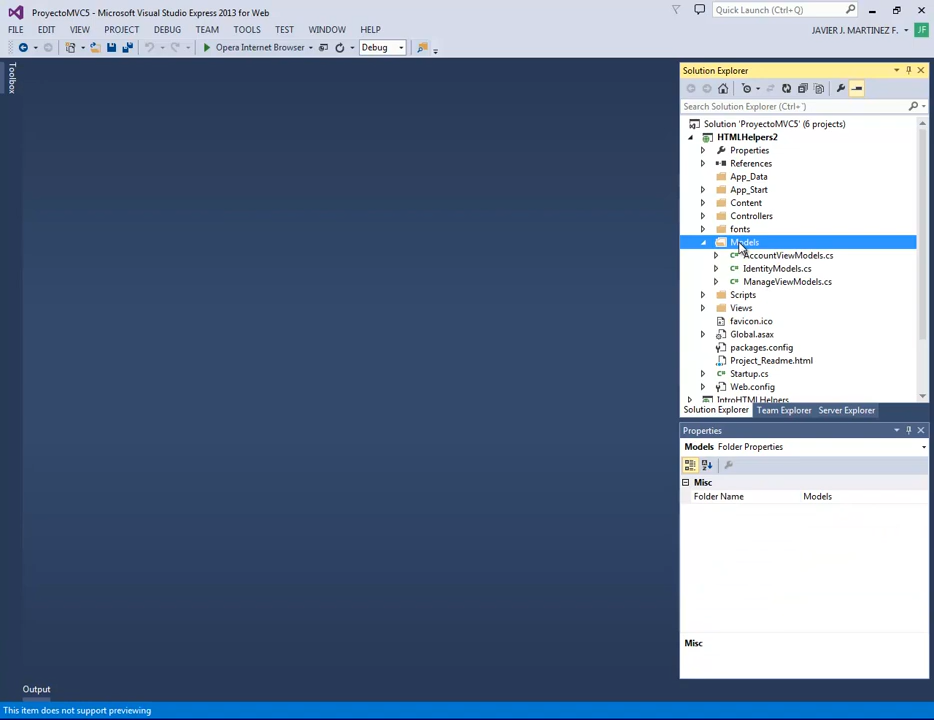 ProyectoMVC5 - Microsoft Visual Studio Express 2013 for Web
Quick Launch (Ctrl+Q)
FILE EDIT VIEW PROJECT DEBUG TEAM TOOLS TEST WINDOW HELP
JAVIER J. MARTINEZ F.
JF
Opera Internet Browser
Debug
Toolbox
Solution Explorer
Search Solution Explorer (Ctrl+')
Solution 'ProyectoMVC5' (6 projects)
HTMLHelpers2
Properties
References
App_Data
App_Start
Content
Controllers
fonts
Models
AccountViewModels.cs
IdentityModels.cs
ManageViewModels.cs
Scripts
Views
favicon.ico
Global.asax
packages.config
Project_Readme.html
Startup.cs
Web.config
IntroHTMLHelpers
Solution Explorer Team Explorer Server Explorer
Properties
Models Folder Properties
Misc
Folder Name Models
Misc
Output
This item does not support previewing